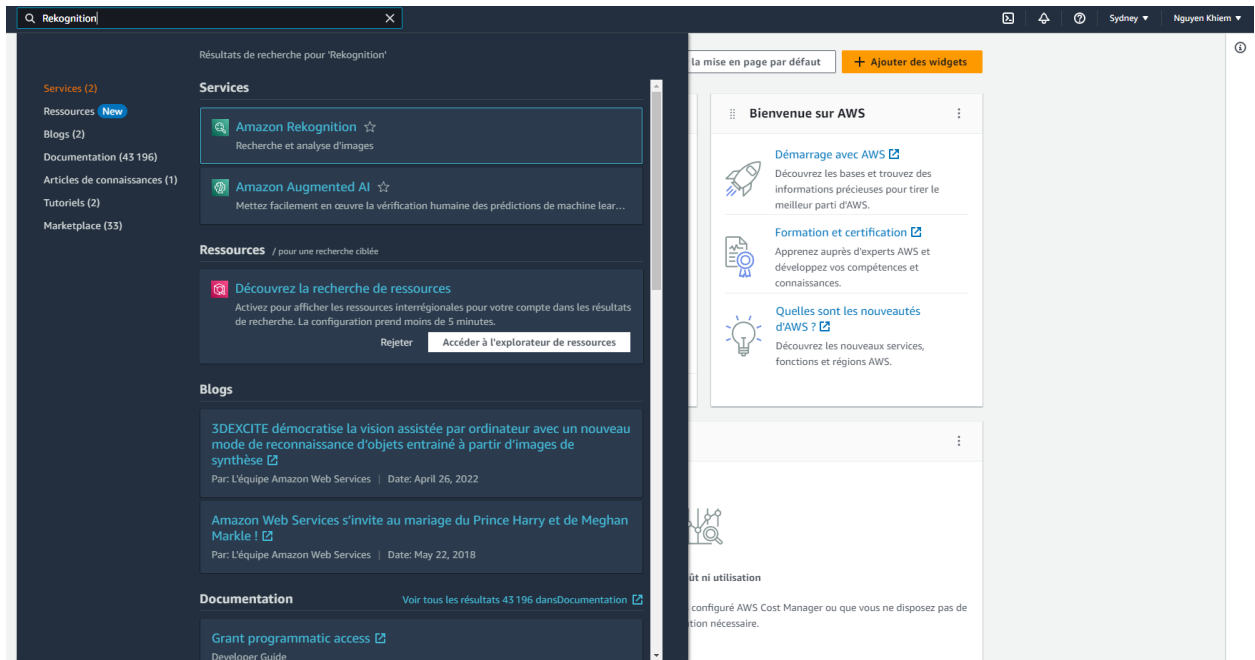 Rekognition
Sydney
Nguyen Khiem
Résultats de recherche pour 'Rekognition'
Services (2)
Ressources New
Blogs (2)
Documentation (43 196)
Articles de connaissances (1)
Tutoriels (2)
Marketplace (33)
Services
Amazon Rekognition
Recherche et analyse d'images
Amazon Augmented AI
Mettez facilement en œuvre la vérification humaine des prédictions de machine lear...
Ressources / pour une recherche ciblée
Découvrez la recherche de ressources
Activez pour afficher les ressources interrégionales pour votre compte dans les résultats
de recherche. La configuration prend moins de 5 minutes.
Rejeter
Accéder à l'explorateur de ressources
Blogs
3DEXCITE démocratise la vision assistée par ordinateur avec un nouveau
mode de reconnaissance d'objets entrainé à partir d'images de
synthèse
Par: L'équipe Amazon Web Services | Date: April 26, 2022
Amazon Web Services s'invite au mariage du Prince Harry et de Meghan
Markle !
Par: L'équipe Amazon Web Services | Date: May 22, 2018
Documentation
Voir tous les résultats 43 196 dansDocumentation
Grant programmatic access
Developer Guide
la mise en page par défaut
+ Ajouter des widgets
Bienvenue sur AWS
Démarrage avec AWS
Découvrez les bases et trouvez des
informations précieuses pour tirer le
meilleur parti d'AWS.
Formation et certification
Apprenez auprès d'experts AWS et
développez vos compétences et
connaissances.
Quelles sont les nouveautés
d'AWS ?
Découvrez les nouveaux services,
fonctions et régions AWS.
ni utilisation
configuré AWS Cost Manager ou que vous ne disposez pas de
nécessaire.